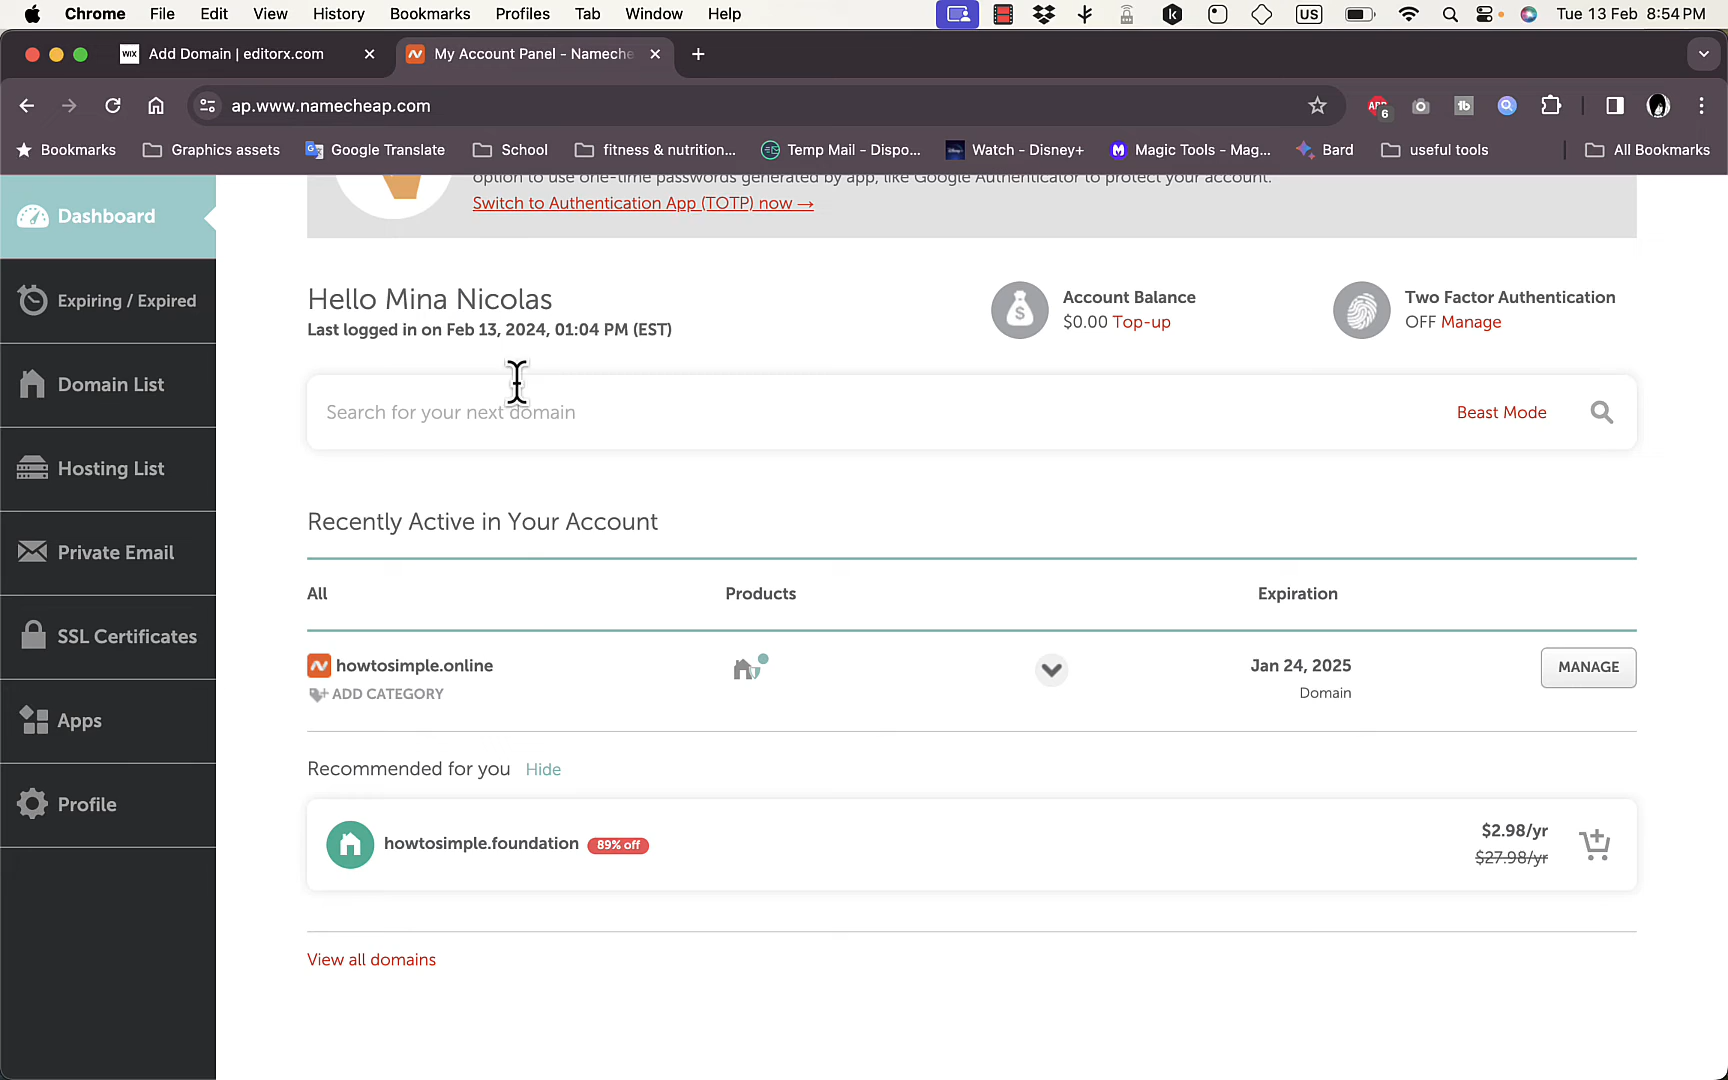 Chrome File Edit View History Bookmarks Profiles Tab Window Help US Tue 13 Feb 8:54 PM
WIX Add Domain | editorx.com My Account Panel - Nameche
ap.www.namecheap.com ABP 6 tb
Bookmarks Graphics assets Google Translate School fitness & nutrition... Temp Mail - Dispo... Watch - Disney+ Magic Tools - Mag... Bard useful tools All Bookmarks
option to use one-time passwords generated by app, like Google Authenticator to protect your account.
Switch to Authentication App (TOTP) now →
Dashboard
Expiring / Expired
Domain List
Hosting List
Private Email
SSL Certificates
Apps
Profile
Hello Mina Nicolas
Last logged in on Feb 13, 2024, 01:04 PM (EST)
Account Balance
$0.00 Top-up
Two Factor Authentication
OFF Manage
Search for your next domain Beast Mode
Recently Active in Your Account
All Products Expiration
howtosimple.online Jan 24, 2025 MANAGE
ADD CATEGORY Domain
Recommended for you Hide
howtosimple.foundation 89% off $2.98/yr
$27.98/yr
View all domains